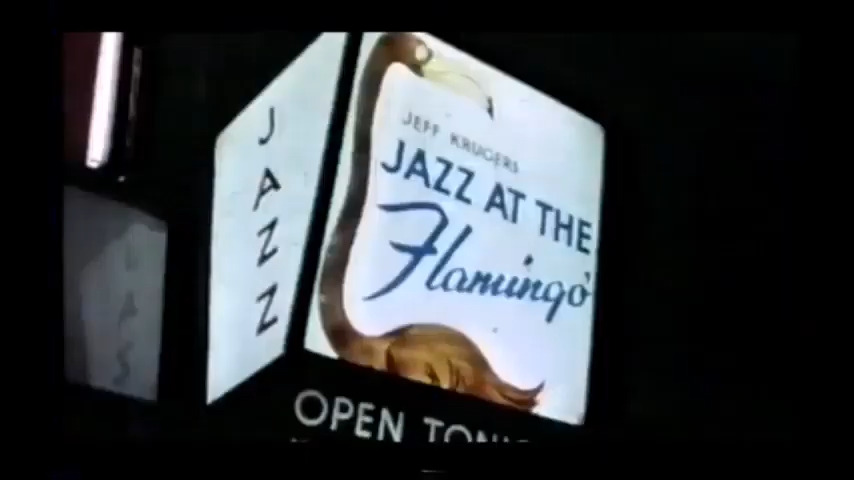 JAZZ
JEFF KRUGERS
JAZZ AT THE
Flamingo
OPEN